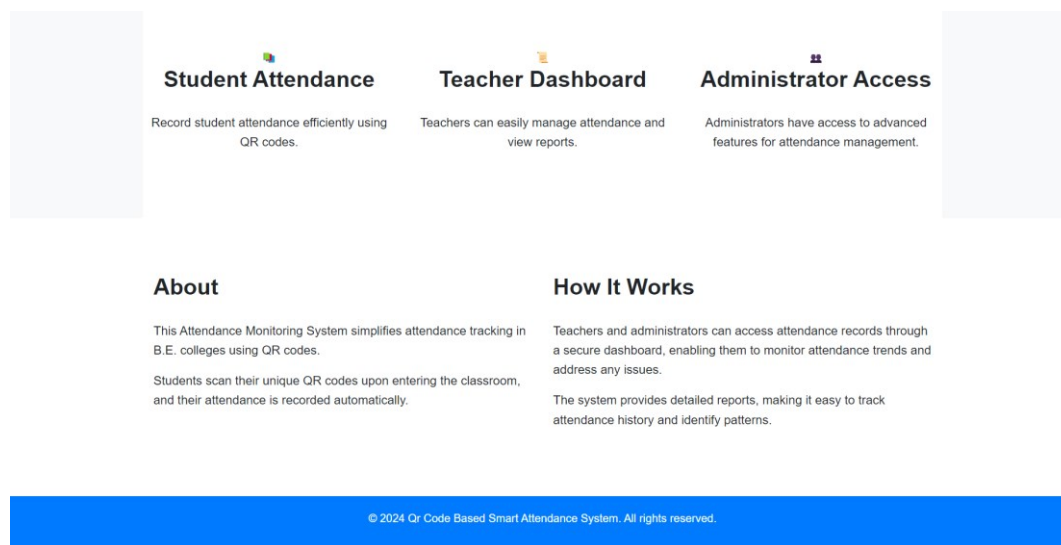 Student Attendance
Record student attendance efficiently using
QR codes.
Teacher Dashboard
Teachers can easily manage attendance and
view reports.
Administrator Access
Administrators have access to advanced
features for attendance management.
About
This Attendance Monitoring System simplifies attendance tracking in
B.E. colleges using QR codes.
Students scan their unique QR codes upon entering the classroom,
and their attendance is recorded automatically.
How It Works
Teachers and administrators can access attendance records through
a secure dashboard, enabling them to monitor attendance trends and
address any issues.
The system provides detailed reports, making it easy to track
attendance history and identify patterns.
© 2024 Qr Code Based Smart Attendance System. All rights reserved.